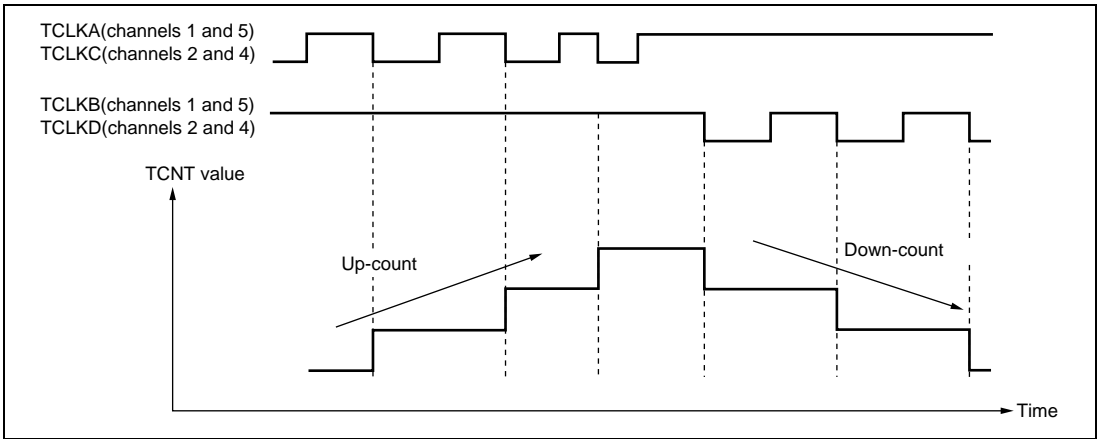 TCLKA(channels 1 and 5)
TCLKC(channels 2 and 4)
TCLKB(channels 1 and 5)
TCLKD(channels 2 and 4)
TCNT value
Up-count
Down-count
Time